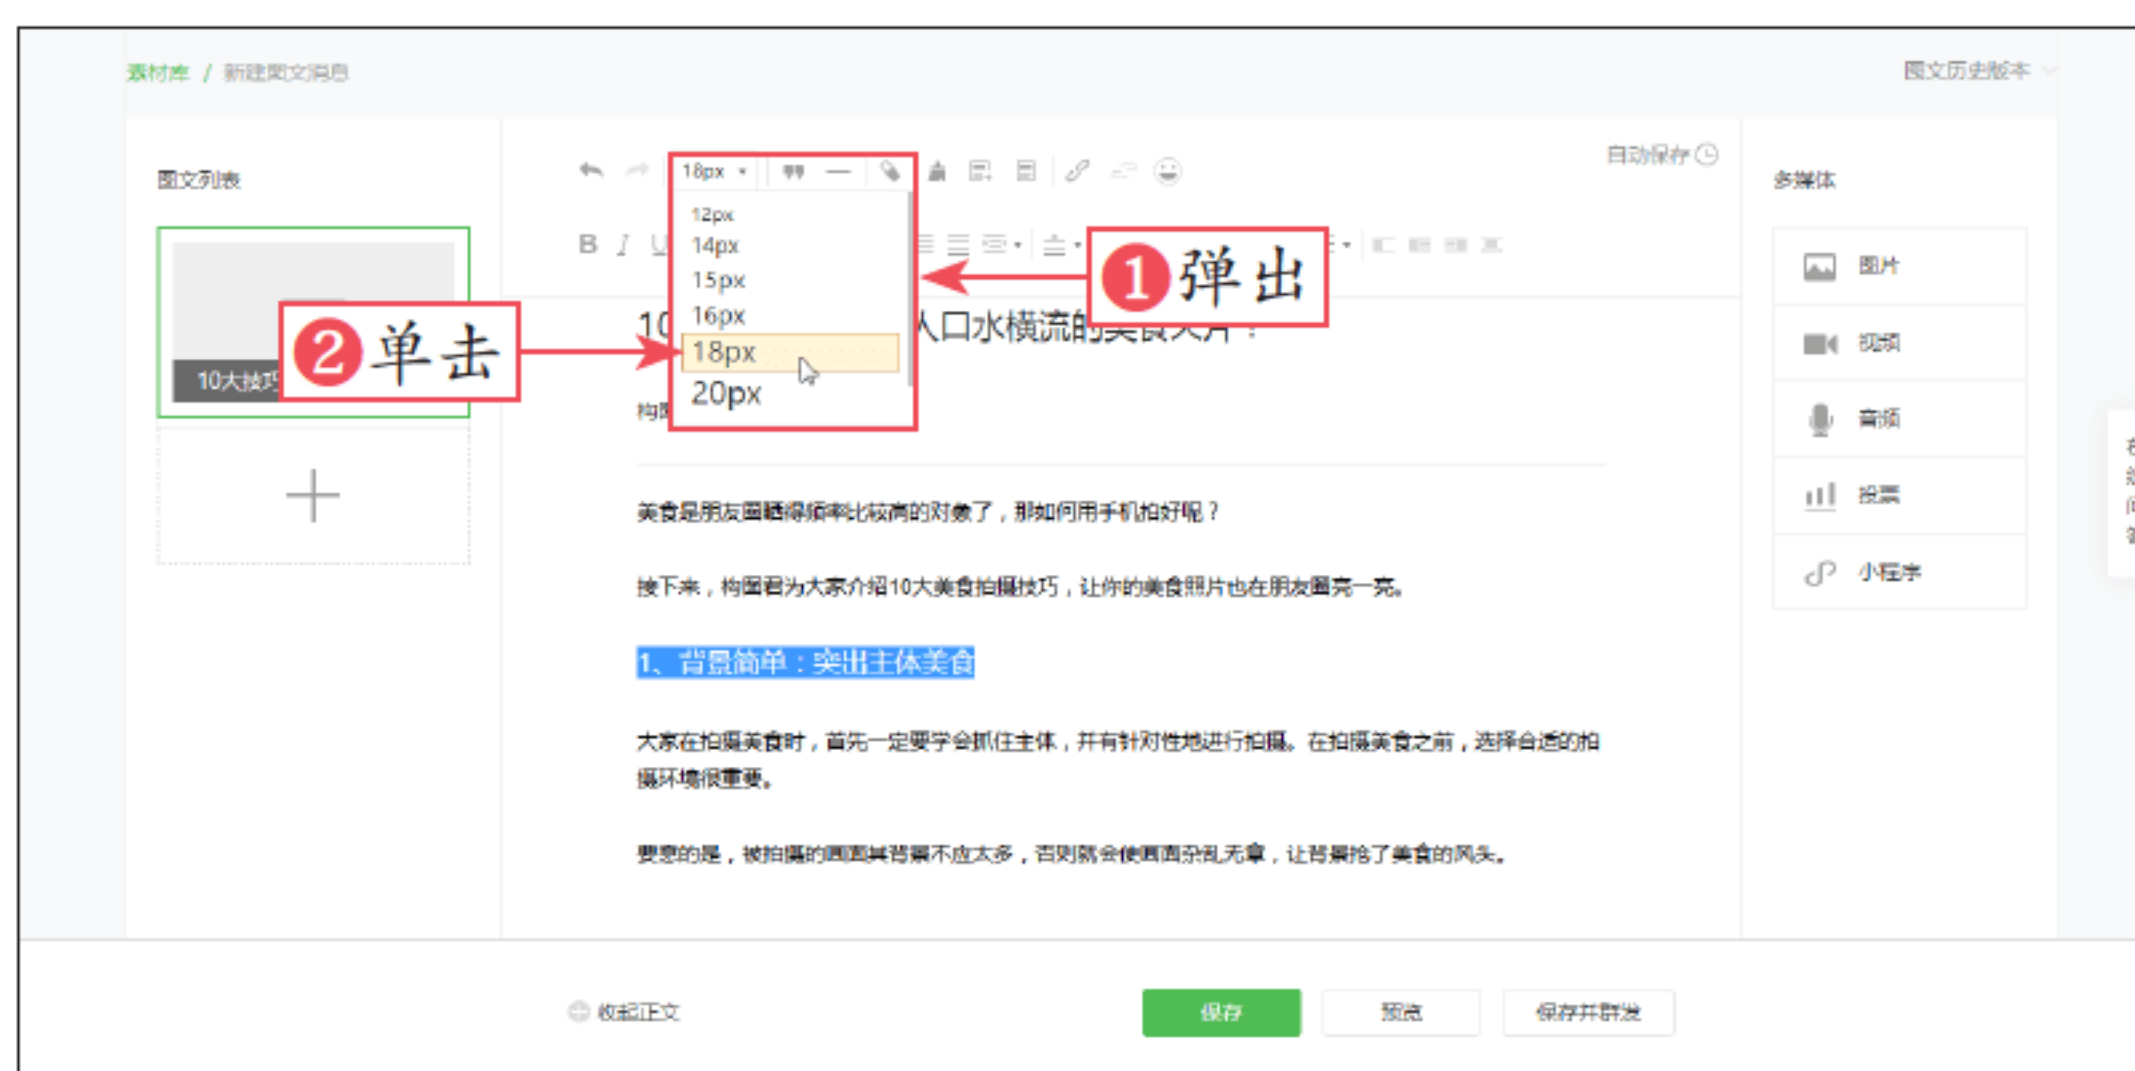 素材库 / 新建图文消息
图文历史版本
图文列表
18px
自动保存
多媒体
12px
B I U
14px
15px
16px
18px
20px
❶弹出
❷单击
10
人口水横流的美食大片！
10大技巧
构图
图片
视频
音频
投票
小程序
美食是朋友圈晒得频率比较高的对象了，那如何用手机拍好呢？
接下来，构图君为大家介绍10大美食拍摄技巧，让你的美食照片也在朋友圈亮一亮。
1、背景简单：突出主体美食
大家在拍摄美食时，首先一定要学会抓住主体，并有针对性地进行拍摄。在拍摄美食之前，选择合适的拍
摄环境很重要。
要意的是，被拍摄的画面其背景不应太多，否则就会使画面杂乱无章，让背景抢了美食的风头。
收起正文
保存
预览
保存并群发